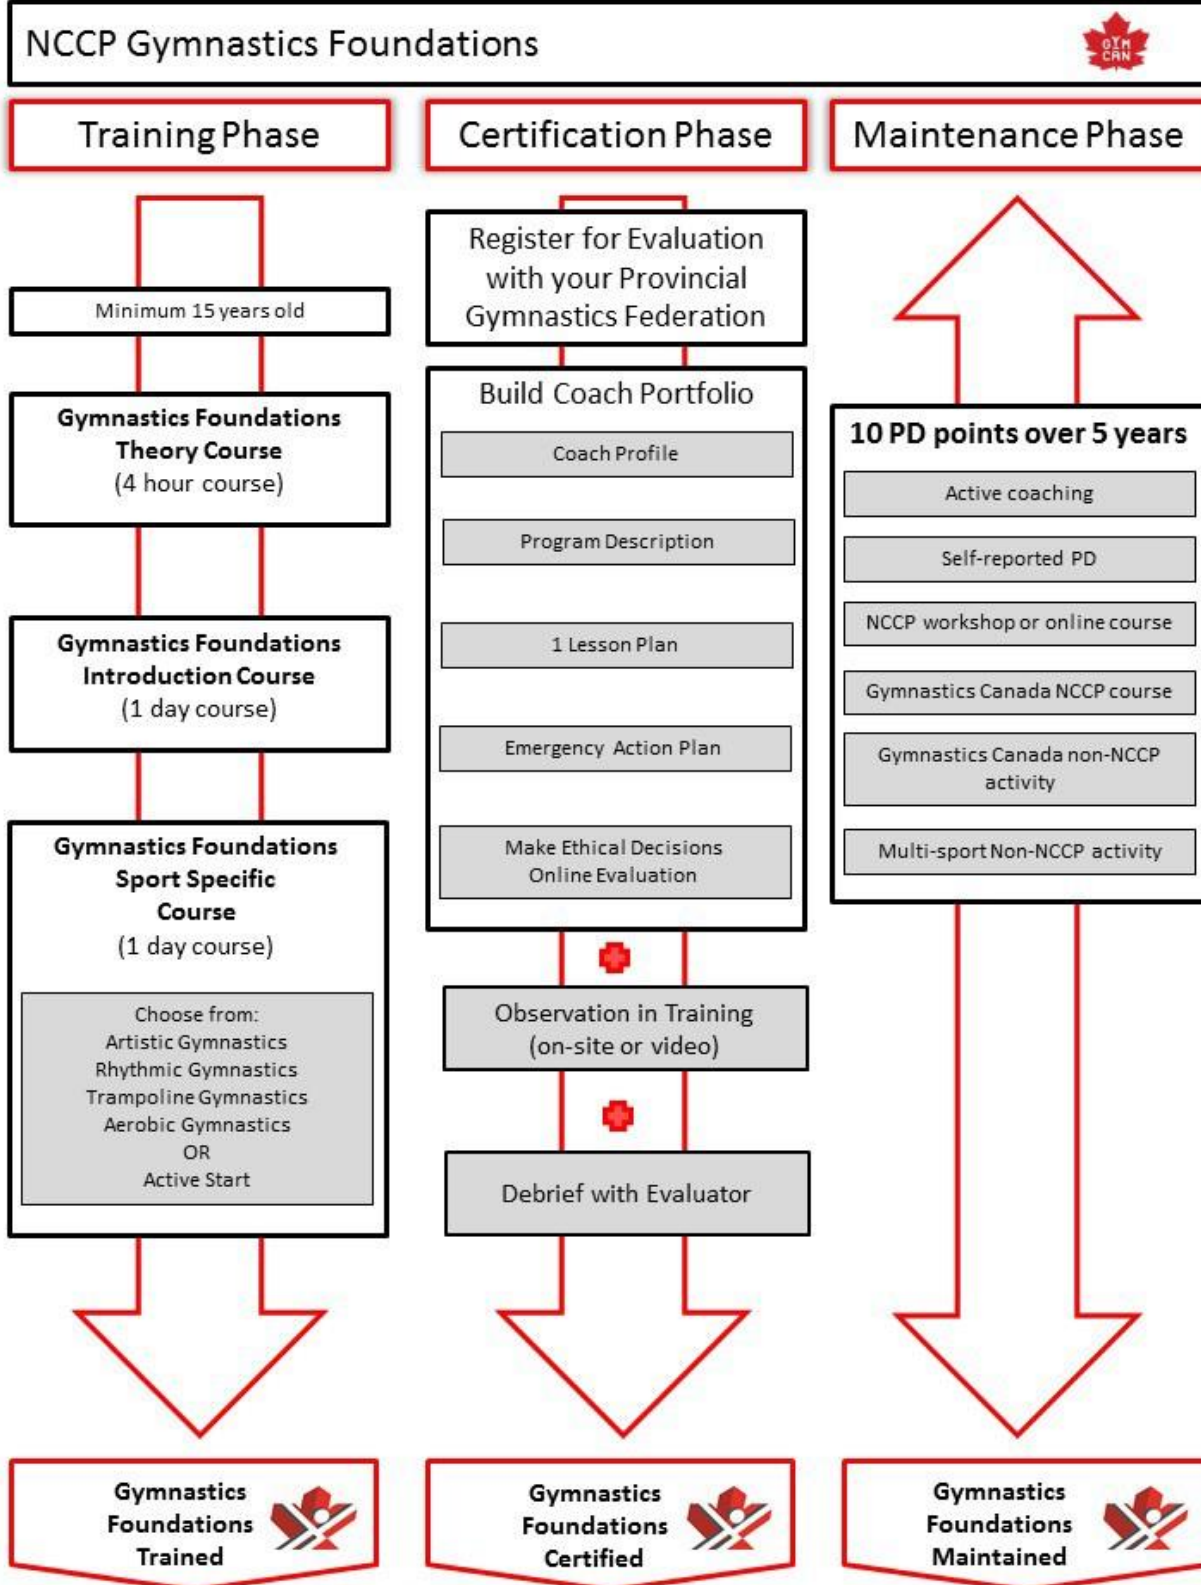 NCCP Gymnastics Foundations
GYM
CAN
Training Phase
Minimum 15 years old
Gymnastics Foundations
Theory Course
(4 hour course)
Gymnastics Foundations
Introduction Course
(1 day course)
Gymnastics Foundations
Sport Specific
Course
(1 day course)
Choose from:
Artistic Gymnastics
Rhythmic Gymnastics
Trampoline Gymnastics
Aerobic Gymnastics
OR
Active Start
Gymnastics
Foundations
Trained
Certification Phase
Register for Evaluation
with your Provincial
Gymnastics Federation
Build Coach Portfolio
Coach Profile
Program Description
1 Lesson Plan
Emergency Action Plan
Make Ethical Decisions
Online Evaluation
Observation in Training
(on-site or video)
Debrief with Evaluator
Gymnastics
Foundations
Certified
Maintenance Phase
10 PD points over 5 years
Active coaching
Self-reported PD
NCCP workshop or online course
Gymnastics Canada NCCP course
Gymnastics Canada non-NCCP
activity
Multi-sport Non-NCCP activity
Gymnastics
Foundations
Maintained